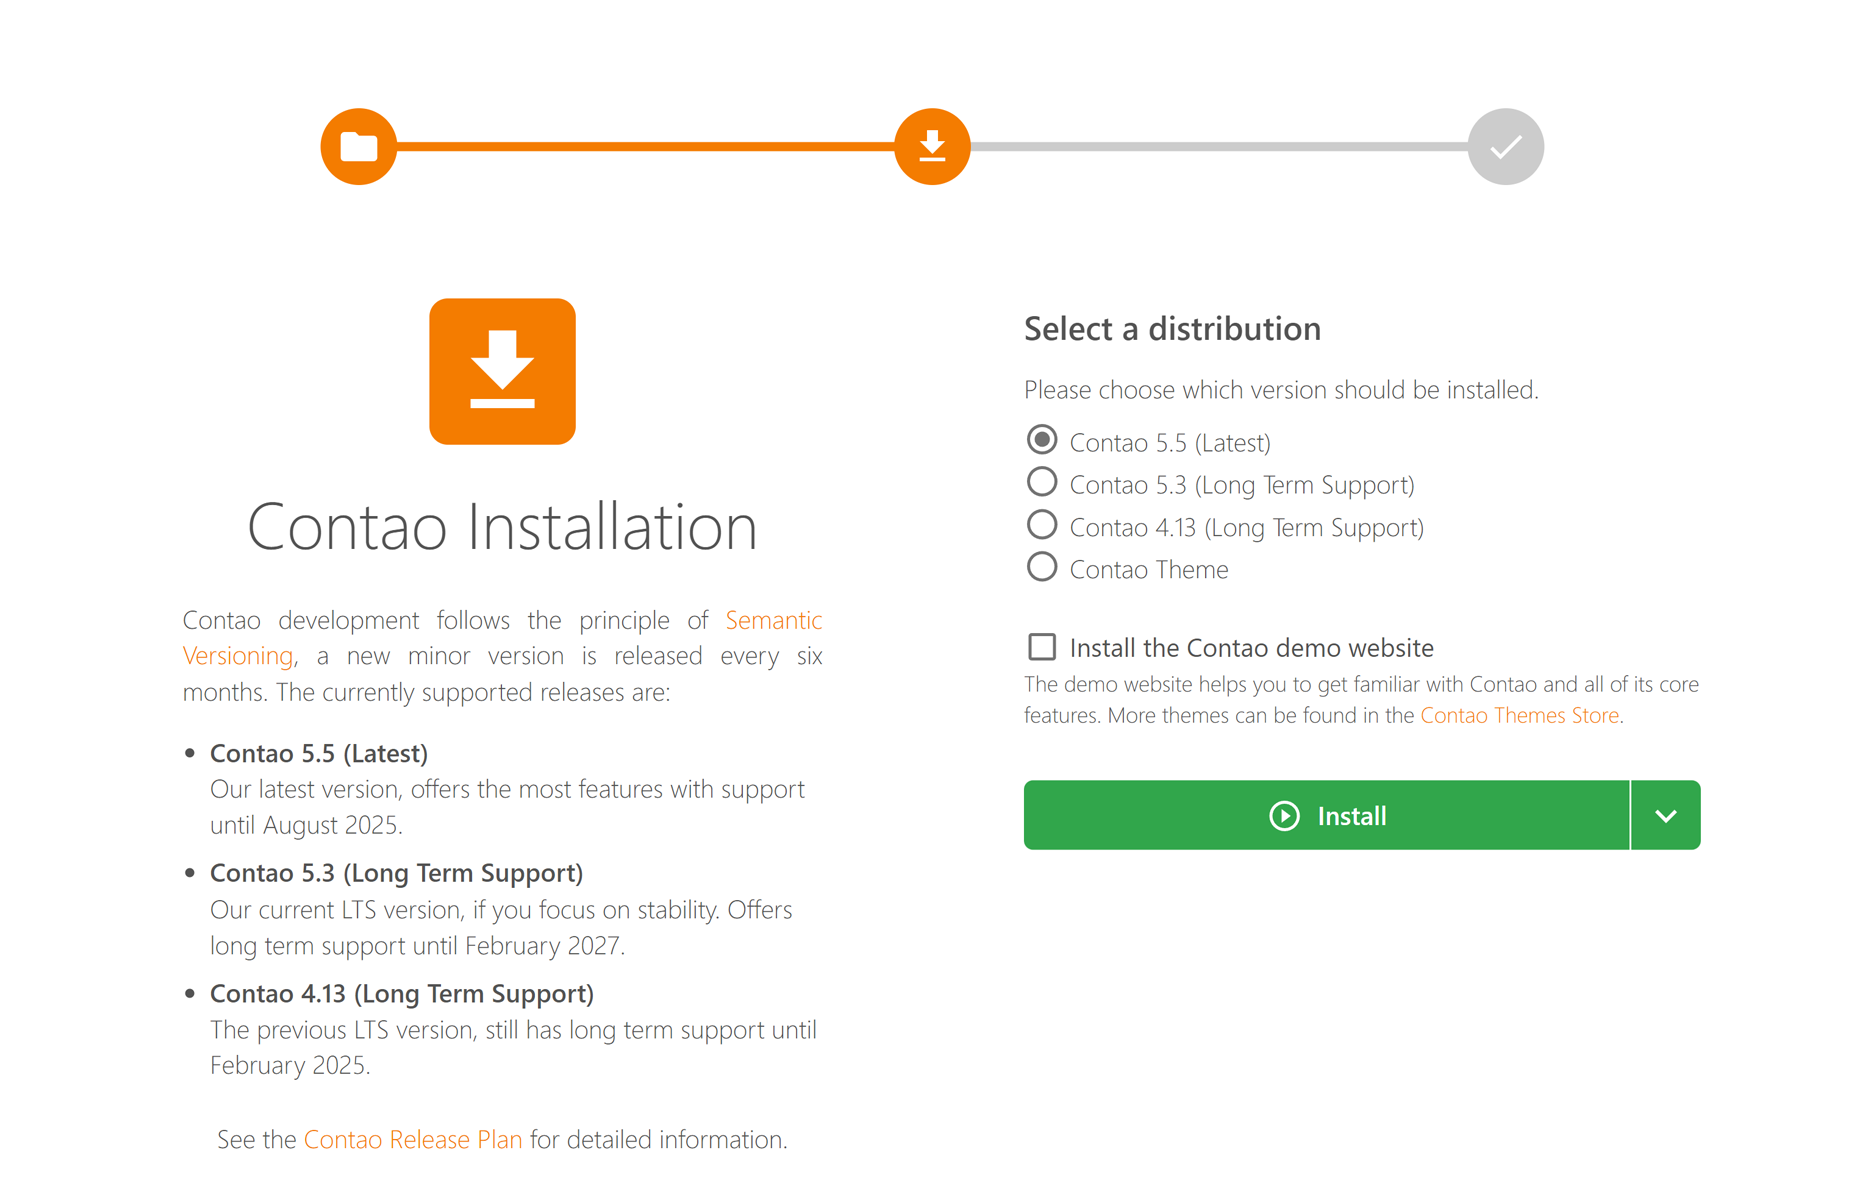 Contao Installation
Contao development follows the principle of Semantic
Versioning, a new minor version is released every six
months. The currently supported releases are:
• Contao 5.5 (Latest)
Our latest version, offers the most features with support
until August 2025.
• Contao 5.3 (Long Term Support)
Our current LTS version, if you focus on stability. Offers
long term support until February 2027.
• Contao 4.13 (Long Term Support)
The previous LTS version, still has long term support until
February 2025.
See the Contao Release Plan for detailed information.
Select a distribution
Please choose which version should be installed.
Contao 5.5 (Latest)
Contao 5.3 (Long Term Support)
Contao 4.13 (Long Term Support)
Contao Theme
Install the Contao demo website
The demo website helps you to get familiar with Contao and all of its core
features. More themes can be found in the Contao Themes Store.
Install